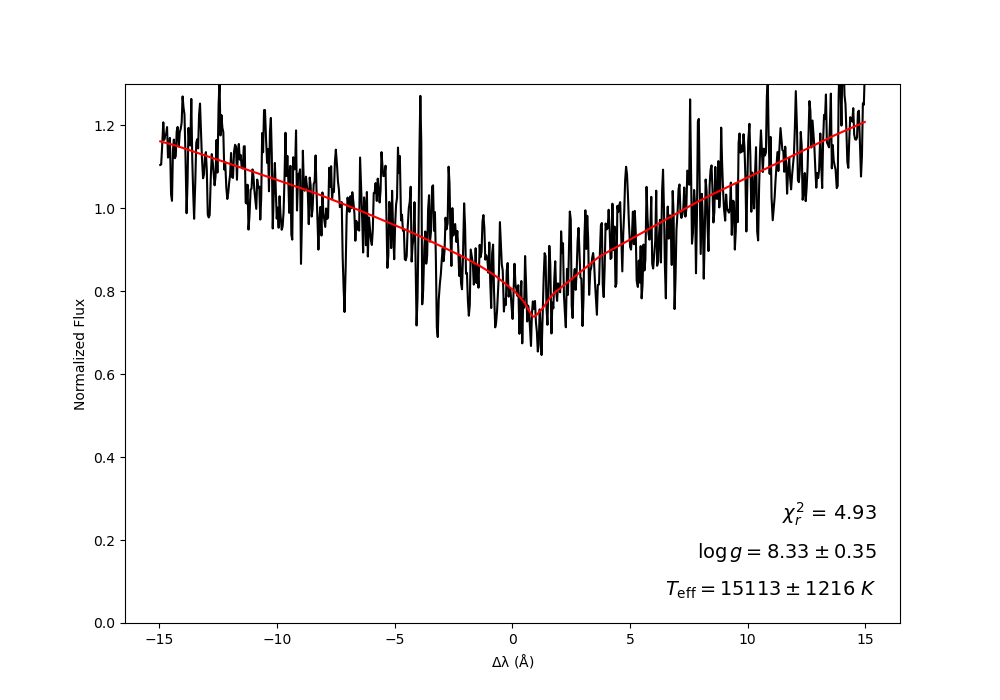 1.2
1.0
0.8
0.6
0.4
0.2
0.0
Normalized Flux
χ²ᵣ = 4.93
log g = 8.33 ± 0.35
T_eff = 15113 ± 1216 K
−15 −10 −5 0 5 10 15
Δλ (Å)